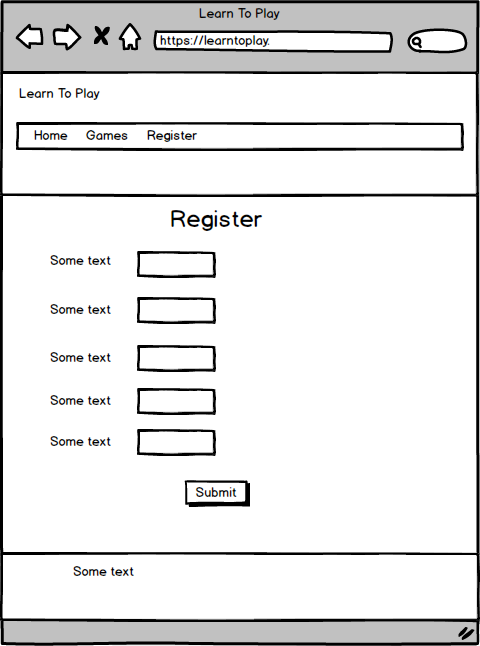 Learn To Play
https://learntoplay.
Learn To Play
Home Games Register
Register
Some text
Some text
Some text
Some text
Some text
Submit
Some text